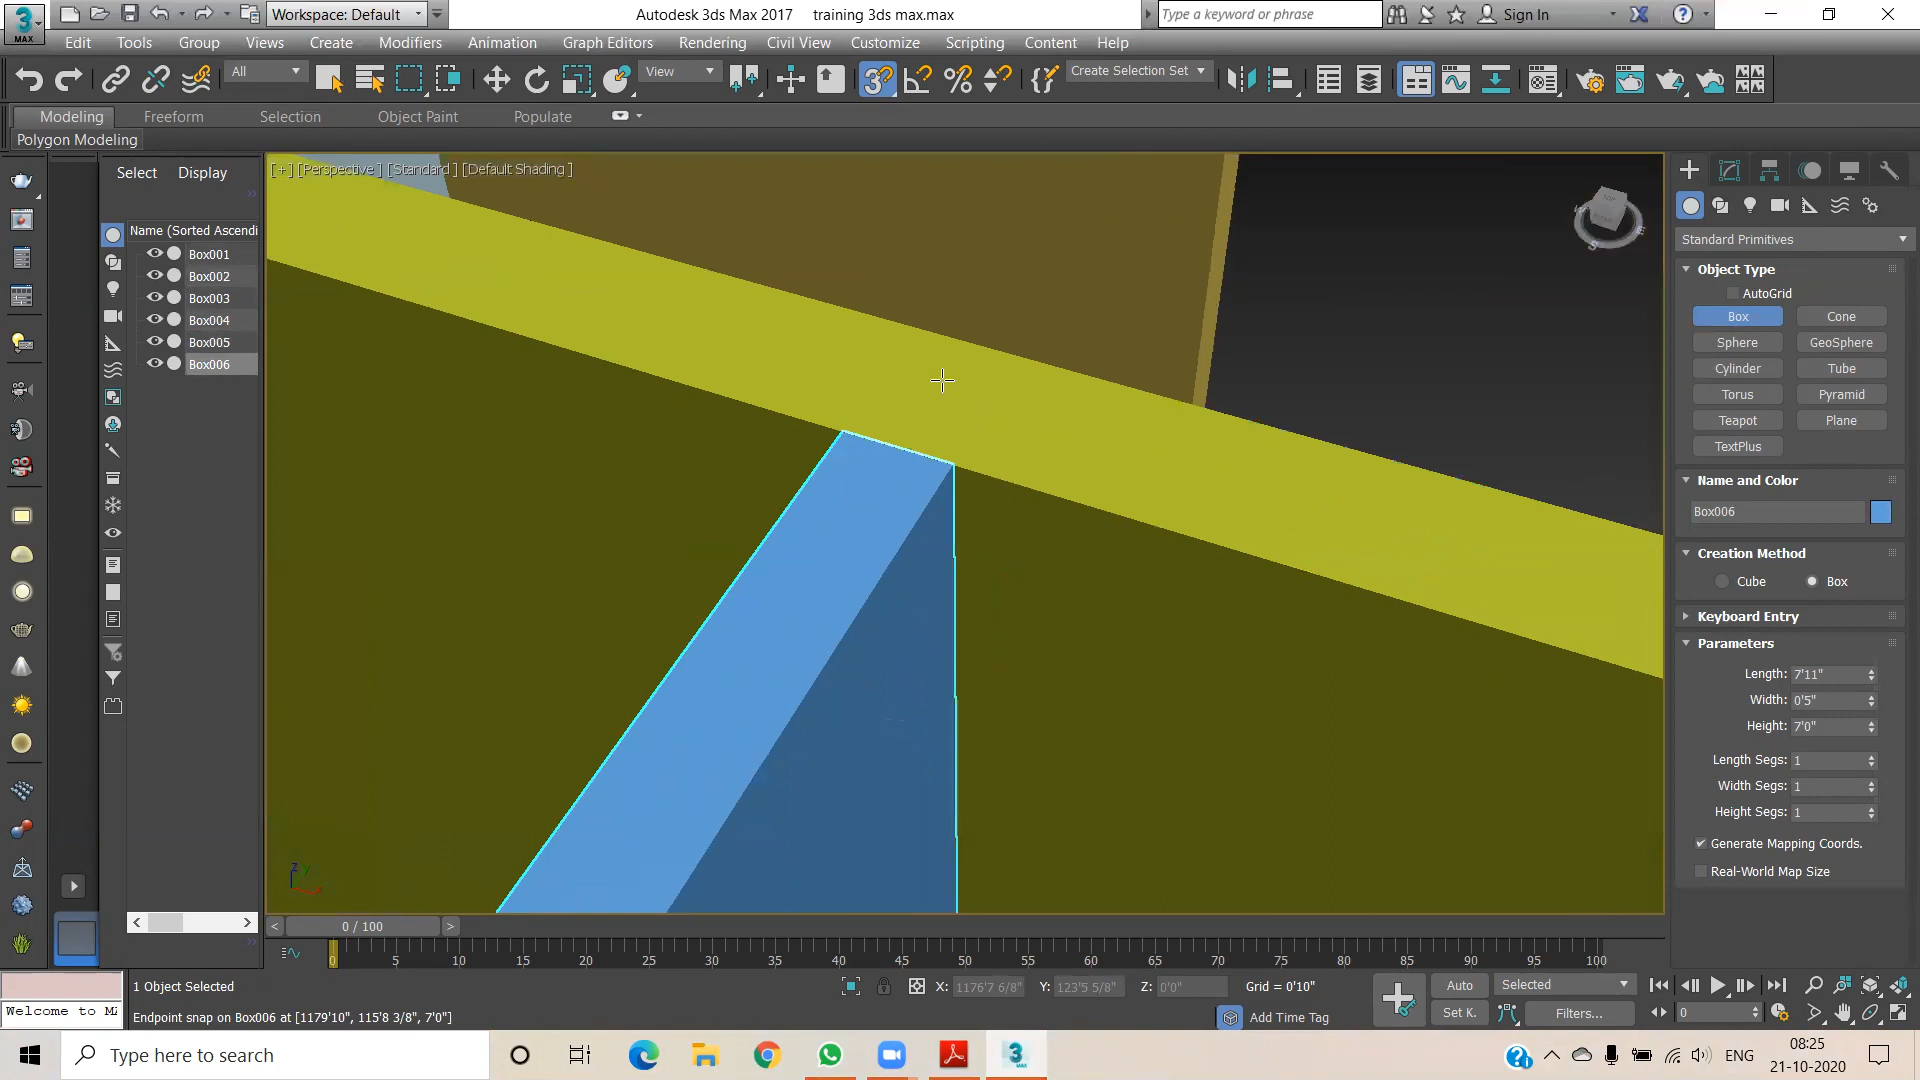 Workspace: Default
Autodesk 3ds Max 2017    training 3ds max.max
Type a keyword or phrase
Sign In
MAX
Edit Tools Group Views Create Modifiers Animation Graph Editors Rendering Civil View Customize Scripting Content Help
All
View
Create Selection Set
Modeling Freeform Selection Object Paint Populate
Polygon Modeling
Select Display
[+] [Perspective ] [Standard ] [Default Shading ]
Name (Sorted Ascendi
Box001
Box002
Box003
Box004
Box005
Box006
Standard Primitives
Object Type
AutoGrid
Box Cone
Sphere GeoSphere
Cylinder Tube
Torus Pyramid
Teapot Plane
TextPlus
Name and Color
Box006
Creation Method
Cube Box
Keyboard Entry
Parameters
Length: 7'11"
Width: 0'5"
Height: 7'0"
Length Segs: 1
Width Segs: 1
Height Segs: 1
Generate Mapping Coords.
Real-World Map Size
0 / 100
0 5 10 15 20 25 30 35 40 45 50 55 60 65 70 75 80 85 90 95 100
1 Object Selected
X: 1176'7 6/8" Y: 123'5 5/8" Z: 0'0" Grid = 0'10"
Auto Selected
Welcome to MA
Endpoint snap on Box006 at [1179'10", 115'8 3/8", 7'0"]
Add Time Tag
Set K. Filters... 0
Type here to search
ENG
08:25
21-10-2020